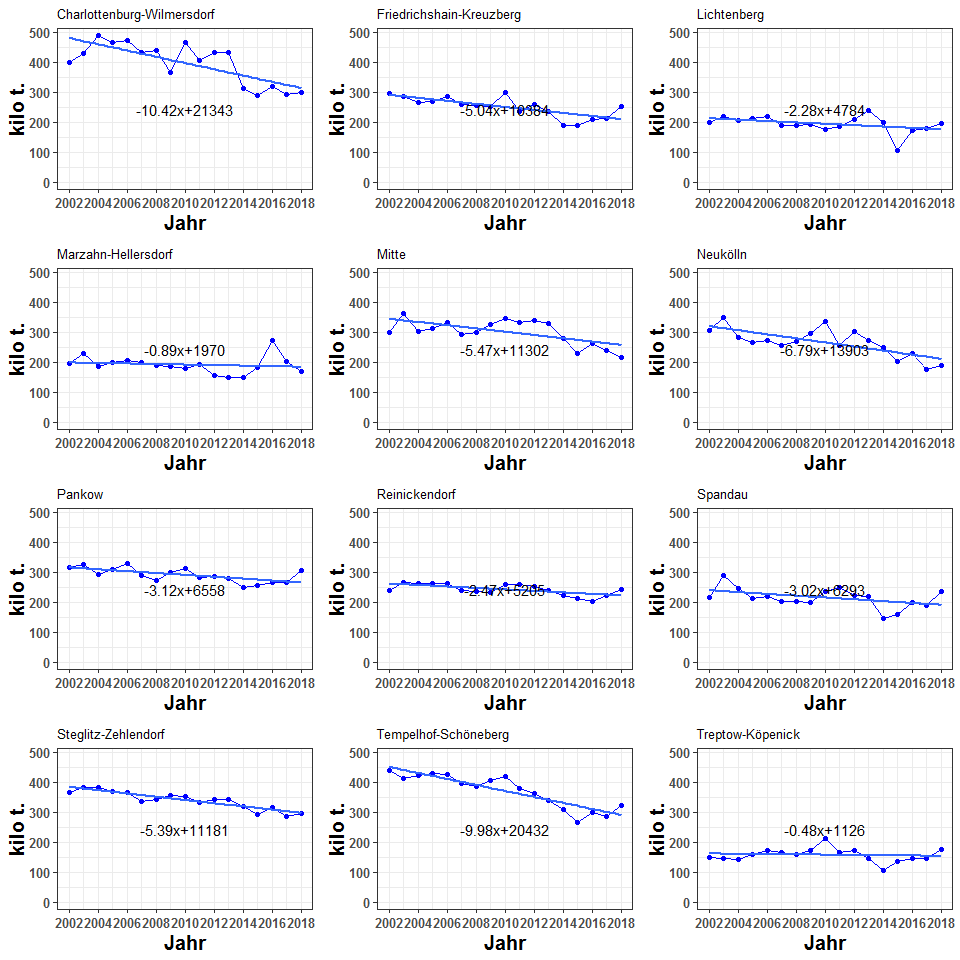 Charlottenburg-Wilmersdorf
500
400
300
200
100
0
kilo t.
-10.42x+21343
2002 2004 2006 2008 2010 2012 2014 2016 2018
Jahr
Friedrichshain-Kreuzberg
500
400
300
200
100
0
kilo t.
-5.04x+10384
2002 2004 2006 2008 2010 2012 2014 2016 2018
Jahr
Lichtenberg
500
400
300
200
100
0
kilo t.
-2.28x+4784
2002 2004 2006 2008 2010 2012 2014 2016 2018
Jahr
Marzahn-Hellersdorf
500
400
300
200
100
0
kilo t.
-0.89x+1970
2002 2004 2006 2008 2010 2012 2014 2016 2018
Jahr
Mitte
500
400
300
200
100
0
kilo t.
-5.47x+11302
2002 2004 2006 2008 2010 2012 2014 2016 2018
Jahr
Neukölln
500
400
300
200
100
0
kilo t.
-6.79x+13903
2002 2004 2006 2008 2010 2012 2014 2016 2018
Jahr
Pankow
500
400
300
200
100
0
kilo t.
-3.12x+6558
2002 2004 2006 2008 2010 2012 2014 2016 2018
Jahr
Reinickendorf
500
400
300
200
100
0
kilo t.
-2.47x+5205
2002 2004 2006 2008 2010 2012 2014 2016 2018
Jahr
Spandau
500
400
300
200
100
0
kilo t.
-3.02x+6293
2002 2004 2006 2008 2010 2012 2014 2016 2018
Jahr
Steglitz-Zehlendorf
500
400
300
200
100
0
kilo t.
-5.39x+11181
2002 2004 2006 2008 2010 2012 2014 2016 2018
Jahr
Tempelhof-Schöneberg
500
400
300
200
100
0
kilo t.
-9.98x+20432
2002 2004 2006 2008 2010 2012 2014 2016 2018
Jahr
Treptow-Köpenick
500
400
300
200
100
0
kilo t.
-0.48x+1126
2002 2004 2006 2008 2010 2012 2014 2016 2018
Jahr